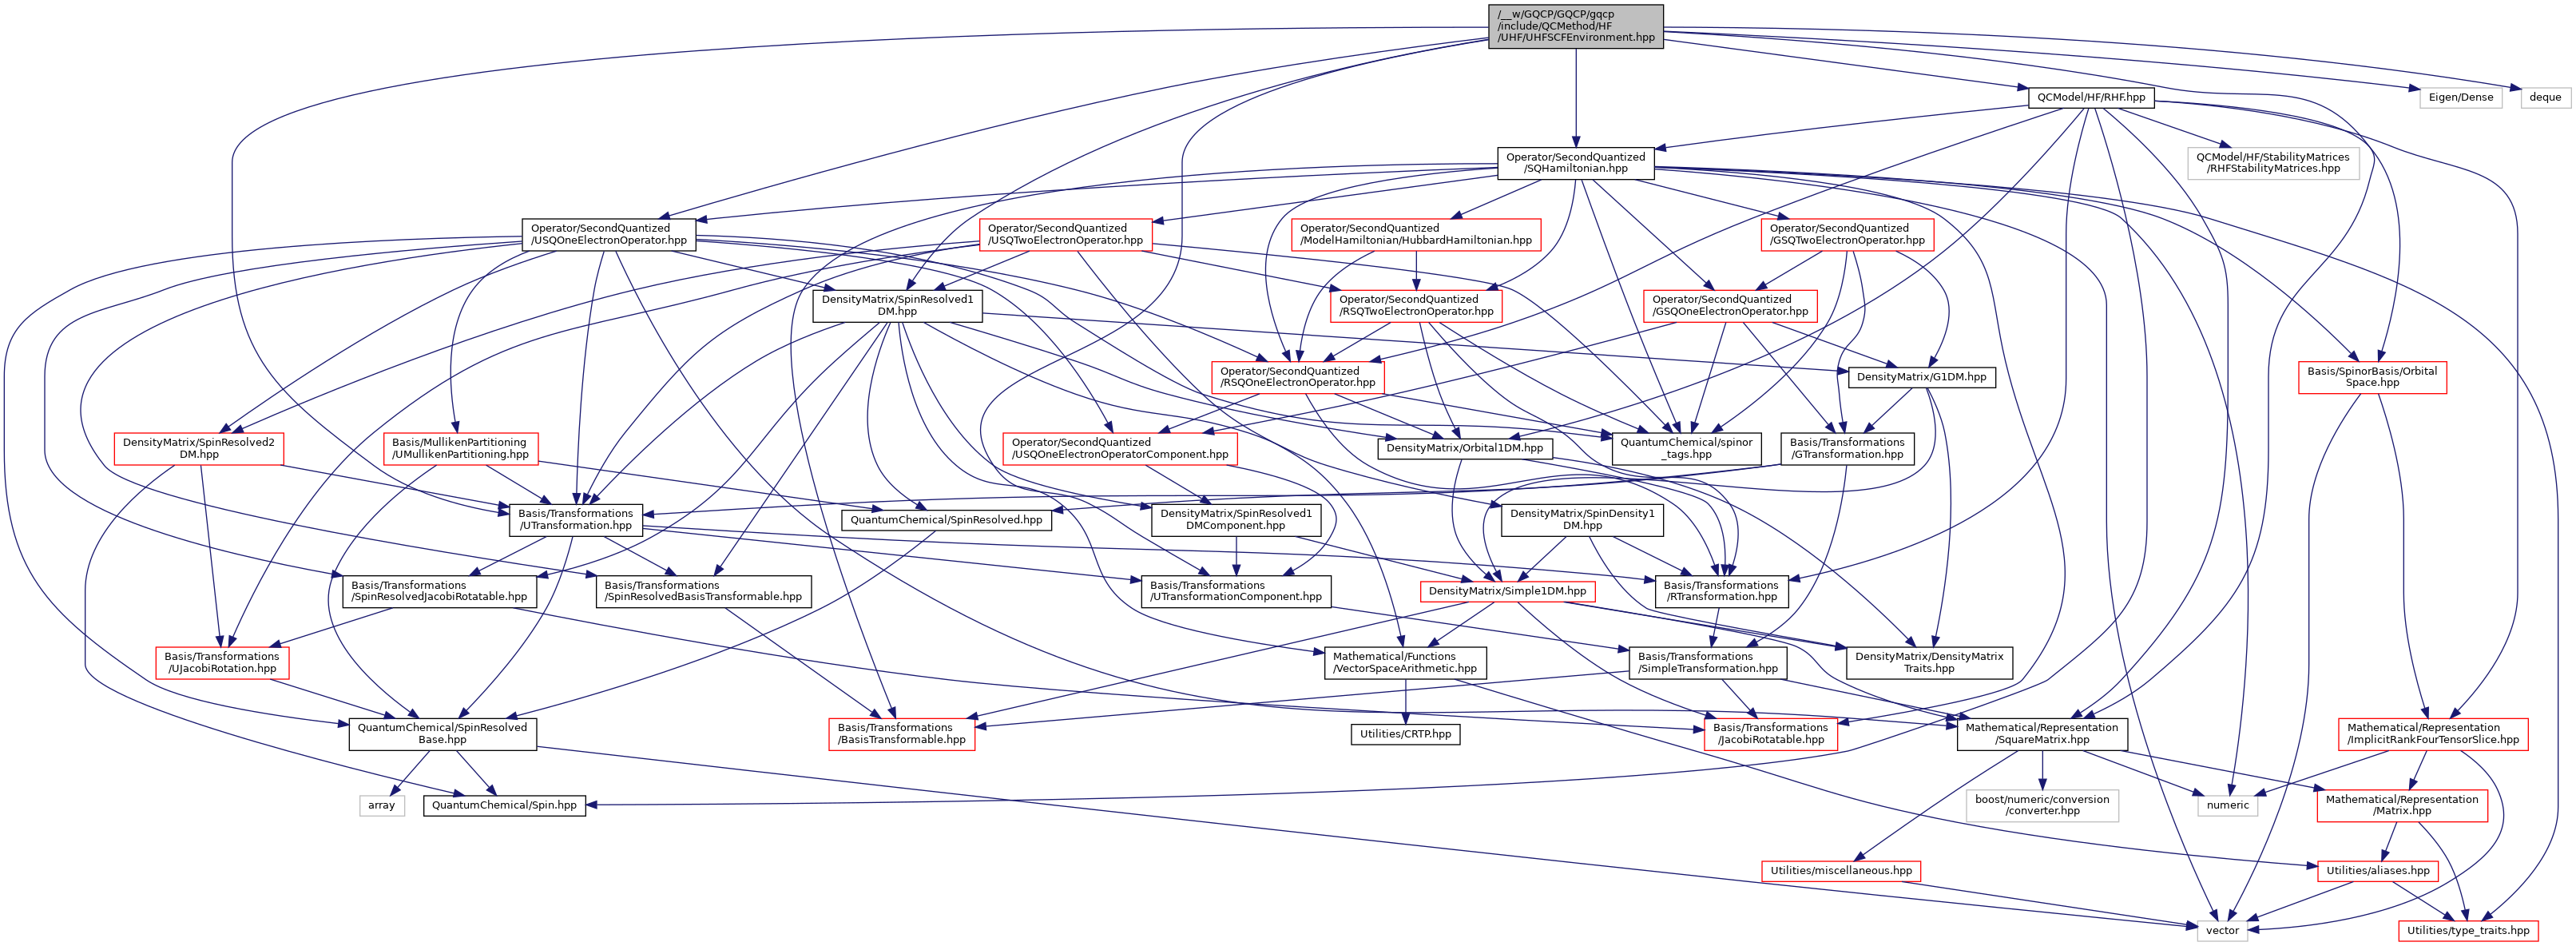 /__w/GQCP/GQCP/gqcp
/include/QCMethod/HF
/UHF/UHFSCFEnvironment.hpp
QCModel/HF/RHF.hpp
Eigen/Dense
deque
Operator/SecondQuantized
/SQHamiltonian.hpp
QCModel/HF/StabilityMatrices
/RHFStabilityMatrices.hpp
Operator/SecondQuantized
/USQOneElectronOperator.hpp
Operator/SecondQuantized
/USQTwoElectronOperator.hpp
Operator/SecondQuantized
/ModelHamiltonian/HubbardHamiltonian.hpp
Operator/SecondQuantized
/GSQTwoElectronOperator.hpp
DensityMatrix/SpinResolved1
DM.hpp
Operator/SecondQuantized
/RSQTwoElectronOperator.hpp
Operator/SecondQuantized
/GSQOneElectronOperator.hpp
Operator/SecondQuantized
/RSQOneElectronOperator.hpp
DensityMatrix/G1DM.hpp
Basis/SpinorBasis/Orbital
Space.hpp
DensityMatrix/SpinResolved2
DM.hpp
Basis/MullikenPartitioning
/UMullikenPartitioning.hpp
Operator/SecondQuantized
/USQOneElectronOperatorComponent.hpp
DensityMatrix/Orbital1DM.hpp
QuantumChemical/spinor
_tags.hpp
Basis/Transformations
/GTransformation.hpp
Basis/Transformations
/UTransformation.hpp
QuantumChemical/SpinResolved.hpp
DensityMatrix/SpinResolved1
DMComponent.hpp
DensityMatrix/SpinDensity1
DM.hpp
Basis/Transformations
/SpinResolvedJacobiRotatable.hpp
Basis/Transformations
/SpinResolvedBasisTransformable.hpp
Basis/Transformations
/UTransformationComponent.hpp
DensityMatrix/Simple1DM.hpp
Basis/Transformations
/RTransformation.hpp
Basis/Transformations
/UJacobiRotation.hpp
Mathematical/Functions
/VectorSpaceArithmetic.hpp
Basis/Transformations
/SimpleTransformation.hpp
DensityMatrix/DensityMatrix
Traits.hpp
QuantumChemical/SpinResolved
Base.hpp
Basis/Transformations
/BasisTransformable.hpp
Utilities/CRTP.hpp
Basis/Transformations
/JacobiRotatable.hpp
Mathematical/Representation
/SquareMatrix.hpp
Mathematical/Representation
/ImplicitRankFourTensorSlice.hpp
array
QuantumChemical/Spin.hpp
boost/numeric/conversion
/converter.hpp
numeric
Mathematical/Representation
/Matrix.hpp
Utilities/miscellaneous.hpp
Utilities/aliases.hpp
vector
Utilities/type_traits.hpp